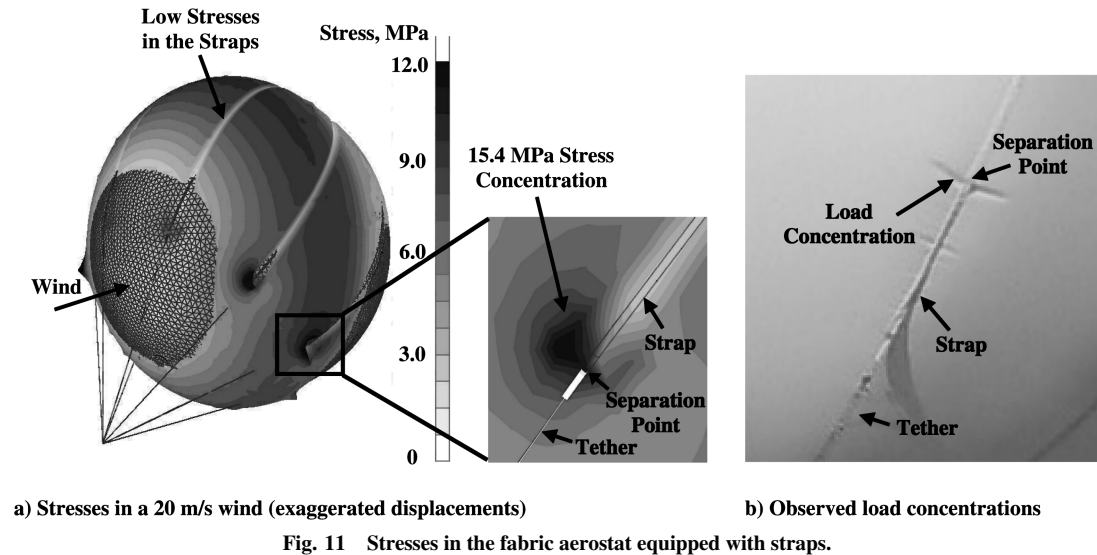 Low Stresses
in the Straps
Stress, MPa
12.0
9.0
6.0
3.0
0
Wind
15.4 MPa Stress
Concentration
Strap
Separation
Point
Tether
a) Stresses in a 20 m/s wind (exaggerated displacements)
Separation
Point
Load
Concentration
Strap
Tether
b) Observed load concentrations
Fig. 11 Stresses in the fabric aerostat equipped with straps.